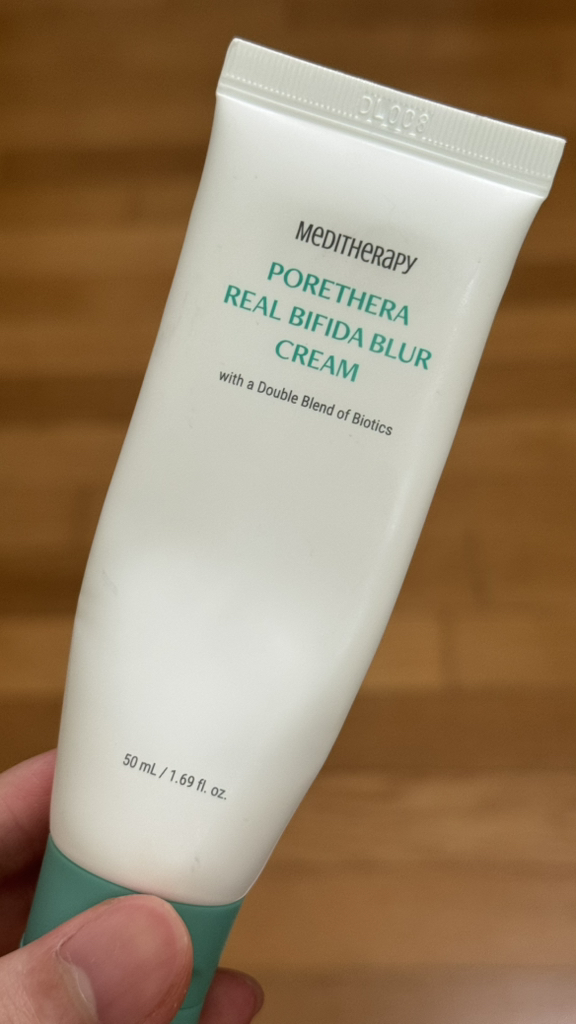 MEDITHERAPY
PORETHERA
REAL BIFIDA BLUR
CREAM
with a Double Blend of Biotics
50 mL / 1.69 fl. oz.